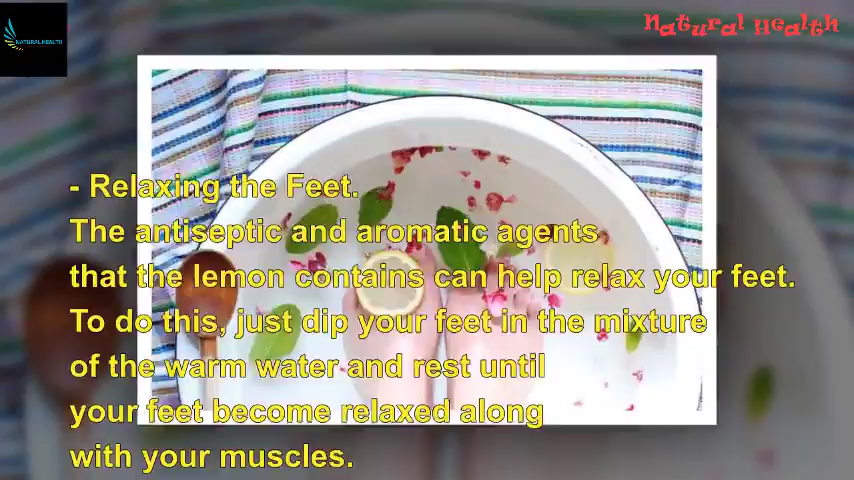 NATURAL HEALTH
Natural Health
- Relaxing the Feet.
The antiseptic and aromatic agents
that the lemon contains can help relax your feet.
To do this, just dip your feet in the mixture
of the warm water and rest until
your feet become relaxed along
with your muscles.